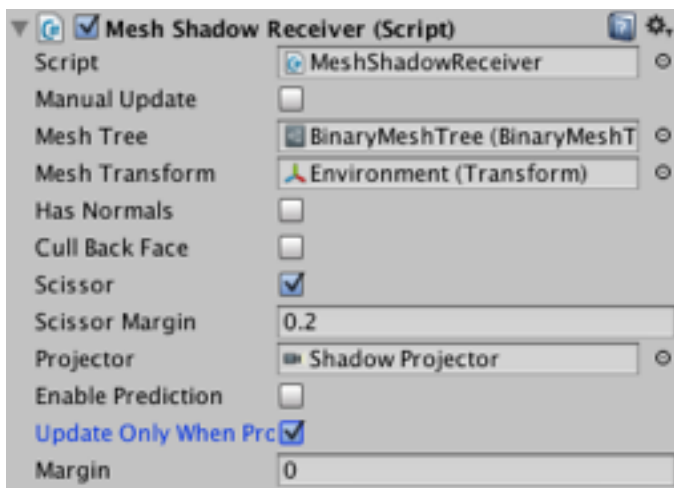 Mesh Shadow Receiver (Script)
Script MeshShadowReceiver
Manual Update
Mesh Tree BinaryMeshTree (BinaryMeshT
Mesh Transform Environment (Transform)
Has Normals
Cull Back Face
Scissor
Scissor Margin 0.2
Projector Shadow Projector
Enable Prediction
Update Only When Prc
Margin 0